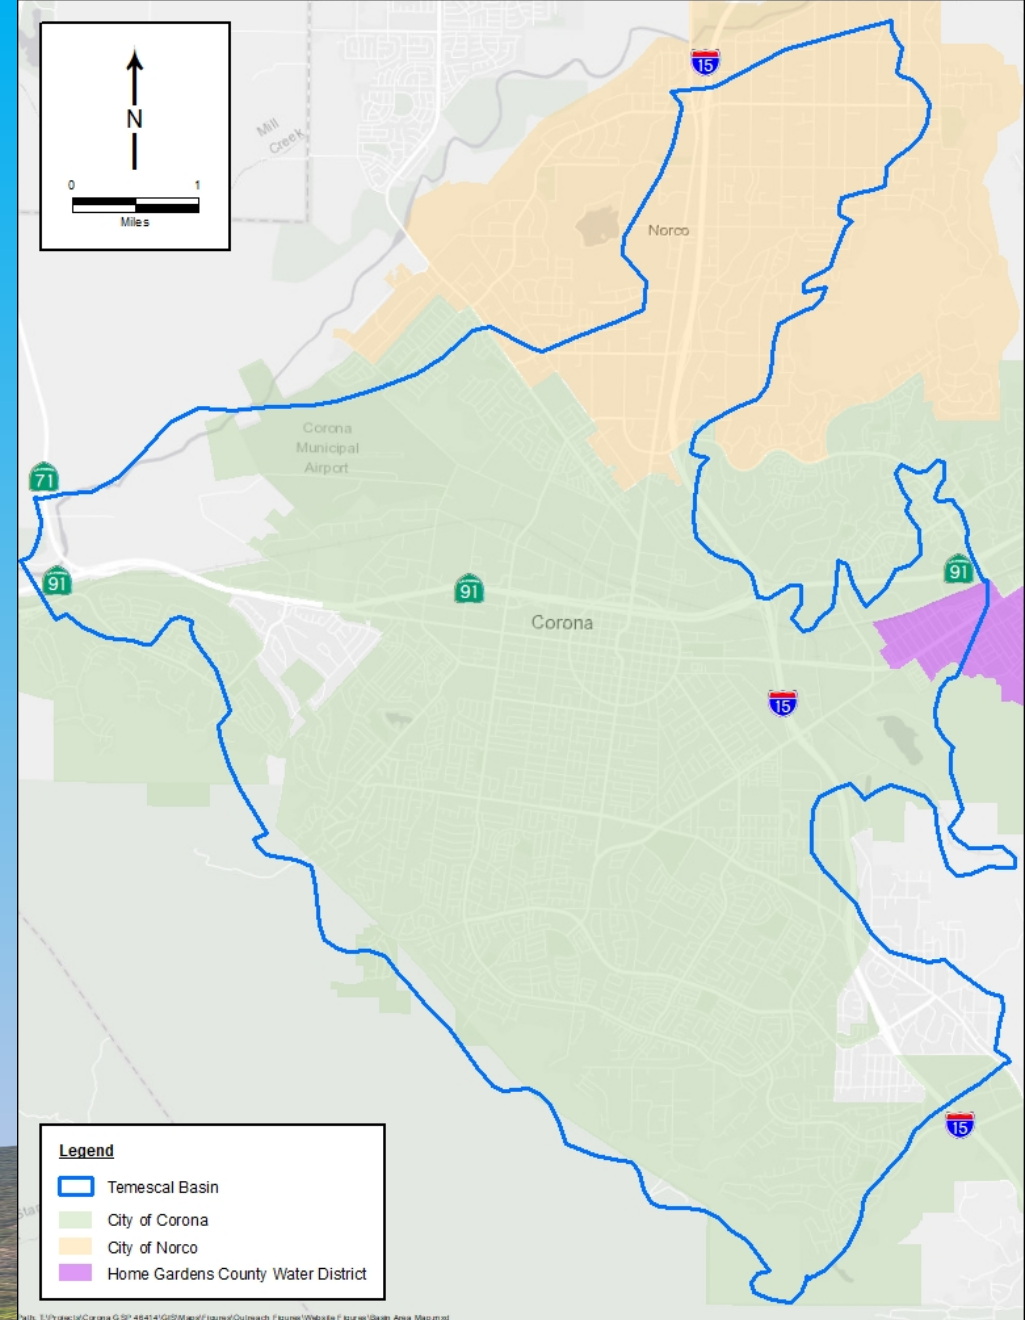 15
N
0 1
Miles
Mill
Creek
Norco
Corona
Municipal
Airport
71
91
91
91
Corona
15
15
Legend
Temescal Basin
City of Corona
City of Norco
Home Gardens County Water District